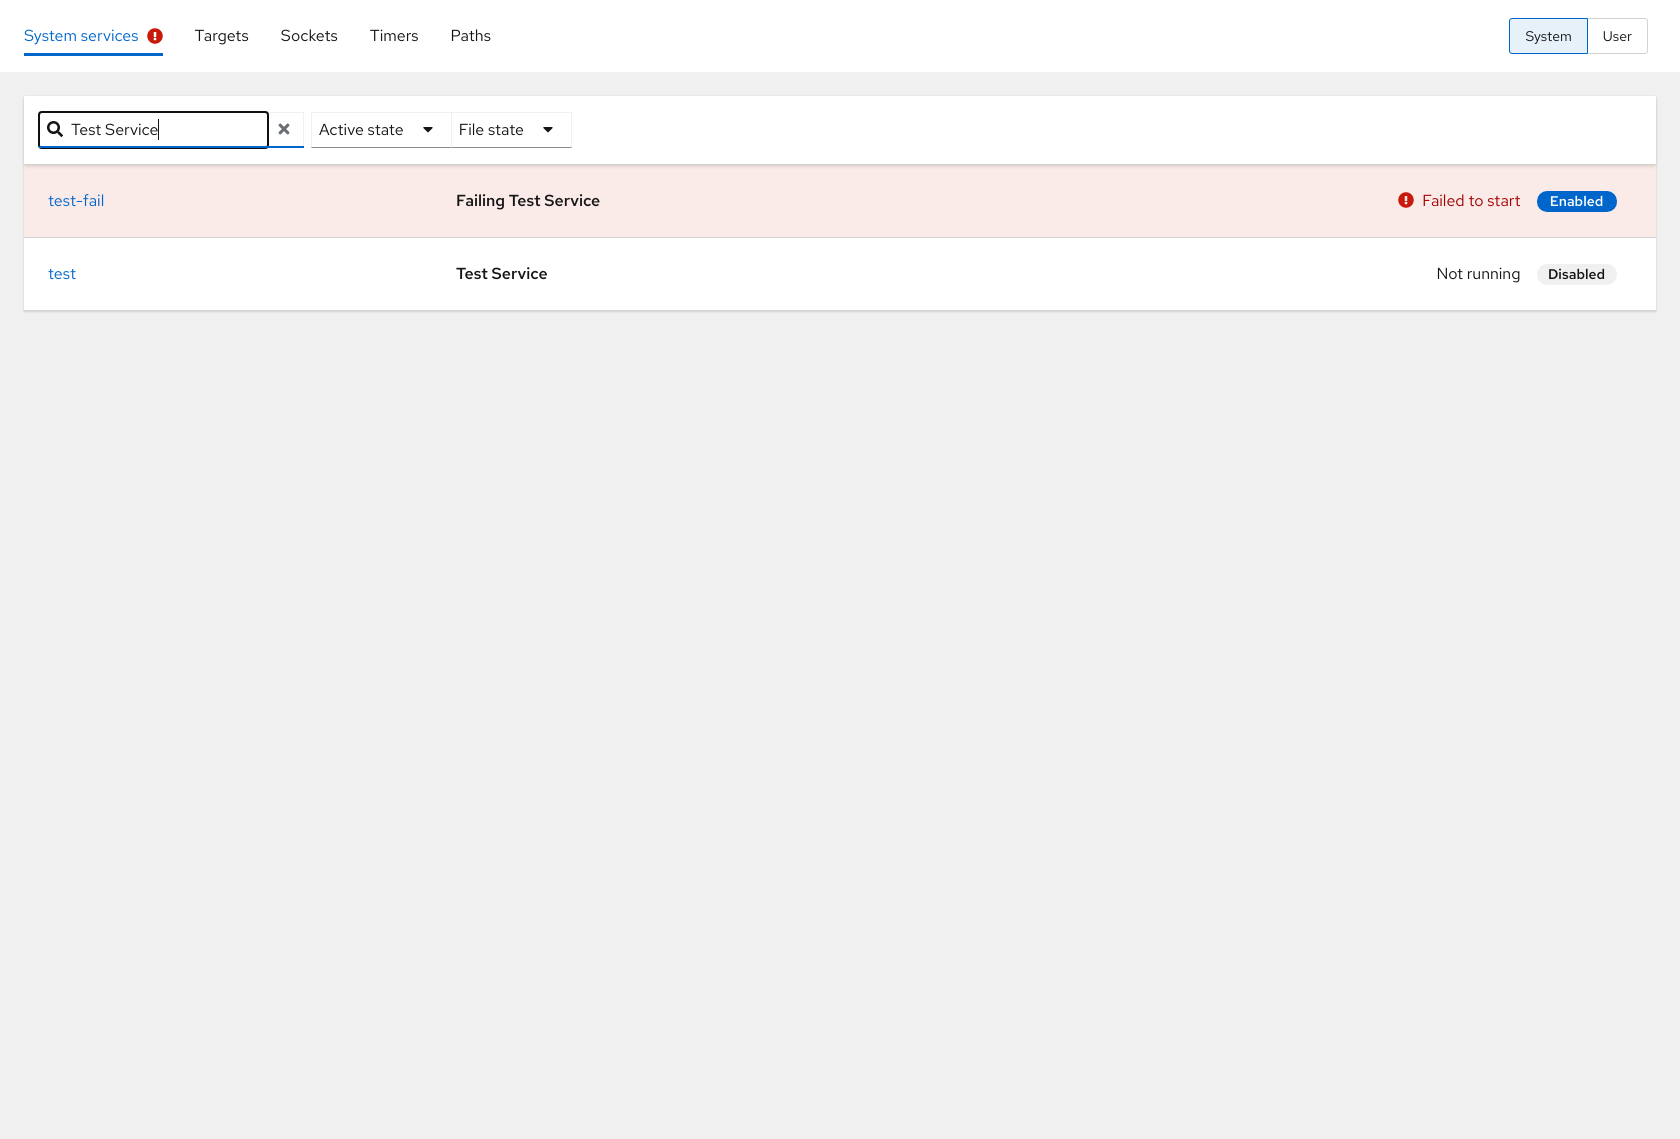 System services Targets Sockets Timers Paths System User
Test Service Active state File state
test-fail Failing Test Service Failed to start Enabled
test Test Service Not running Disabled